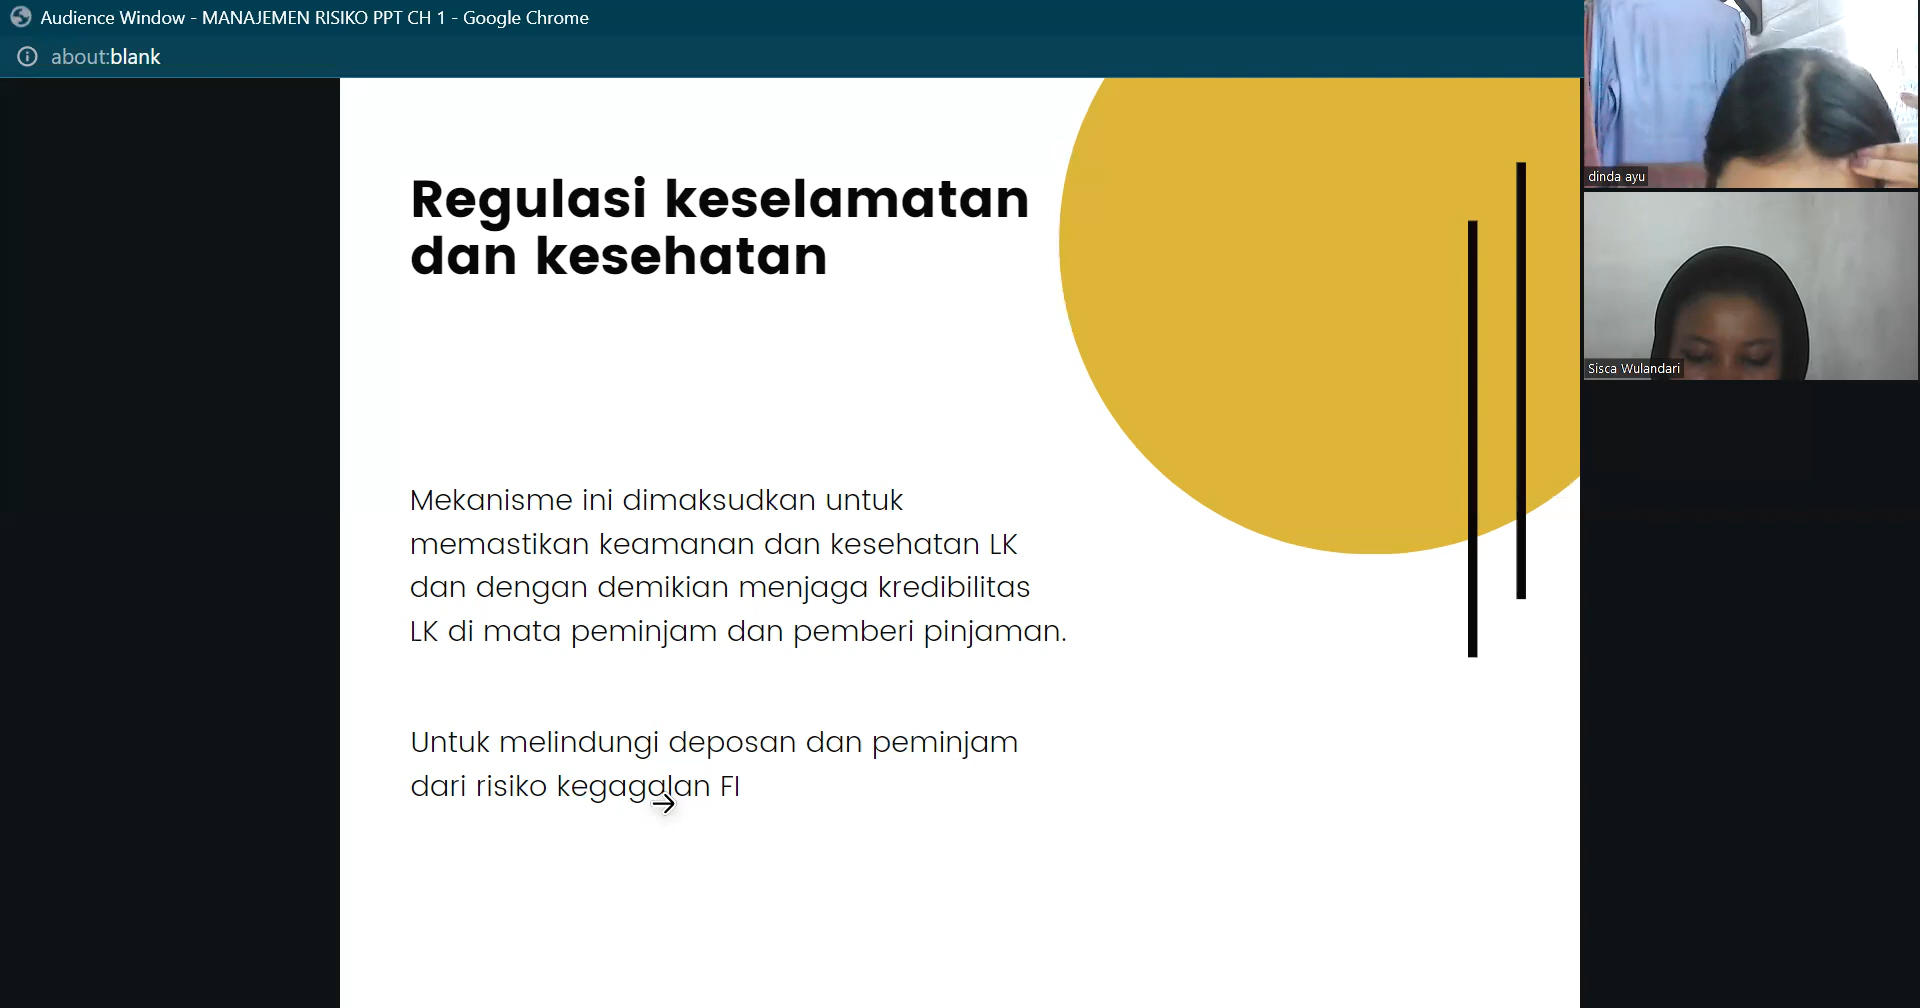 Audience Window - MANAJEMEN RISIKO PPT CH 1 - Google Chrome
about:blank
Regulasi keselamatan
dan kesehatan
Mekanisme ini dimaksudkan untuk
memastikan keamanan dan kesehatan LK
dan dengan demikian menjaga kredibilitas
LK di mata peminjam dan pemberi pinjaman.
Untuk melindungi deposan dan peminjam
dari risiko kegagalan FI
dinda ayu
Sisca Wulandari